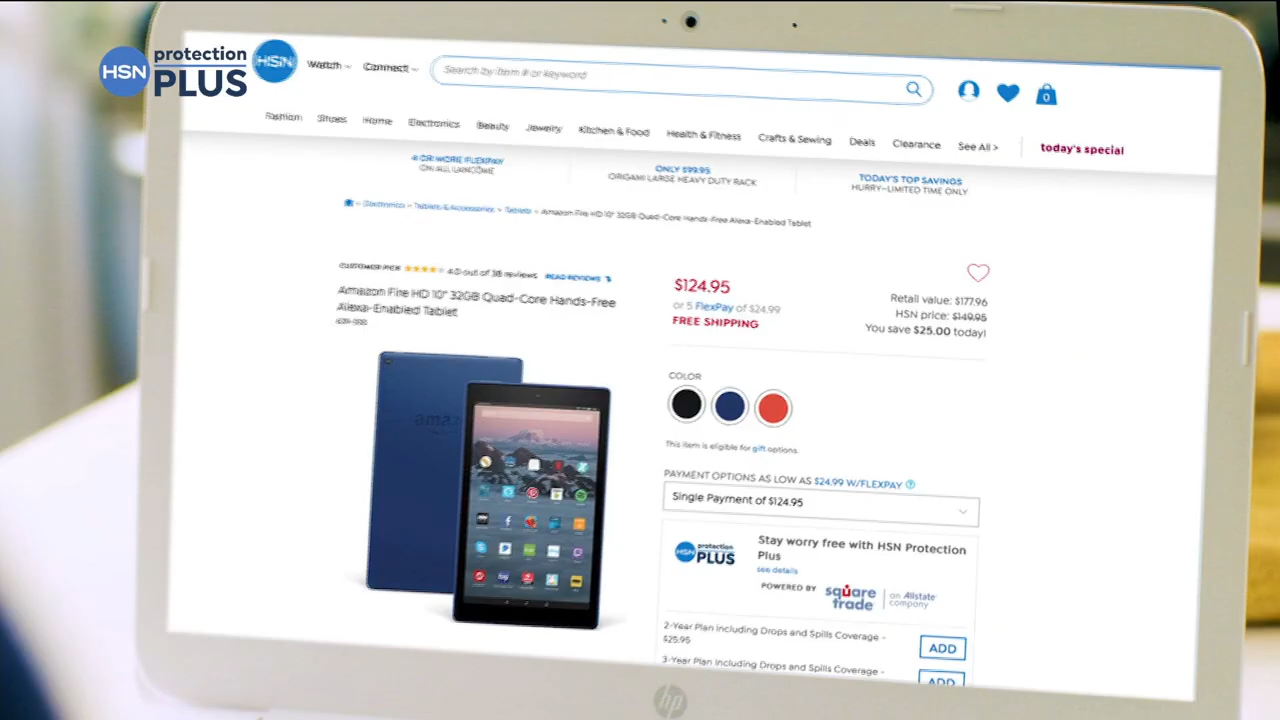 HSN protection PLUS
HSN Watch Connect Search by item # or keyword 0
Fashion Shoes Home Electronics Beauty Jewelry Kitchen & Food Health & Fitness Crafts & Sewing Deals Clearance See All > today's special
4 OR MORE FLEXPAY
ON ALL LANCÔME
ONLY $99.95
ORIGAMI LARGE HEAVY DUTY RACK
TODAY'S TOP SAVINGS
HURRY–LIMITED TIME ONLY
> Electronics > Tablets & Accessories > Tablets > Amazon Fire HD 10" 32GB Quad-Core Hands-Free Alexa-Enabled Tablet
CUSTOMER PICK 4.0 out of 38 reviews READ REVIEWS
Amazon Fire HD 10" 32GB Quad-Core Hands-Free
Alexa-Enabled Tablet
amaz
$124.95
or 5 FlexPay of $24.99
FREE SHIPPING
Retail value: $177.96
HSN price: $149.95
You save $25.00 today!
COLOR
This item is eligible for gift options.
PAYMENT OPTIONS AS LOW AS $24.99 W/FLEXPAY ?
Single Payment of $124.95
HSN protection PLUS
Stay worry free with HSN Protection
Plus
see details
POWERED BY square trade | an Allstate company
2-Year Plan including Drops and Spills Coverage -
$25.95
ADD
3-Year Plan Including Drops and Spills Coverage -
ADD
hp